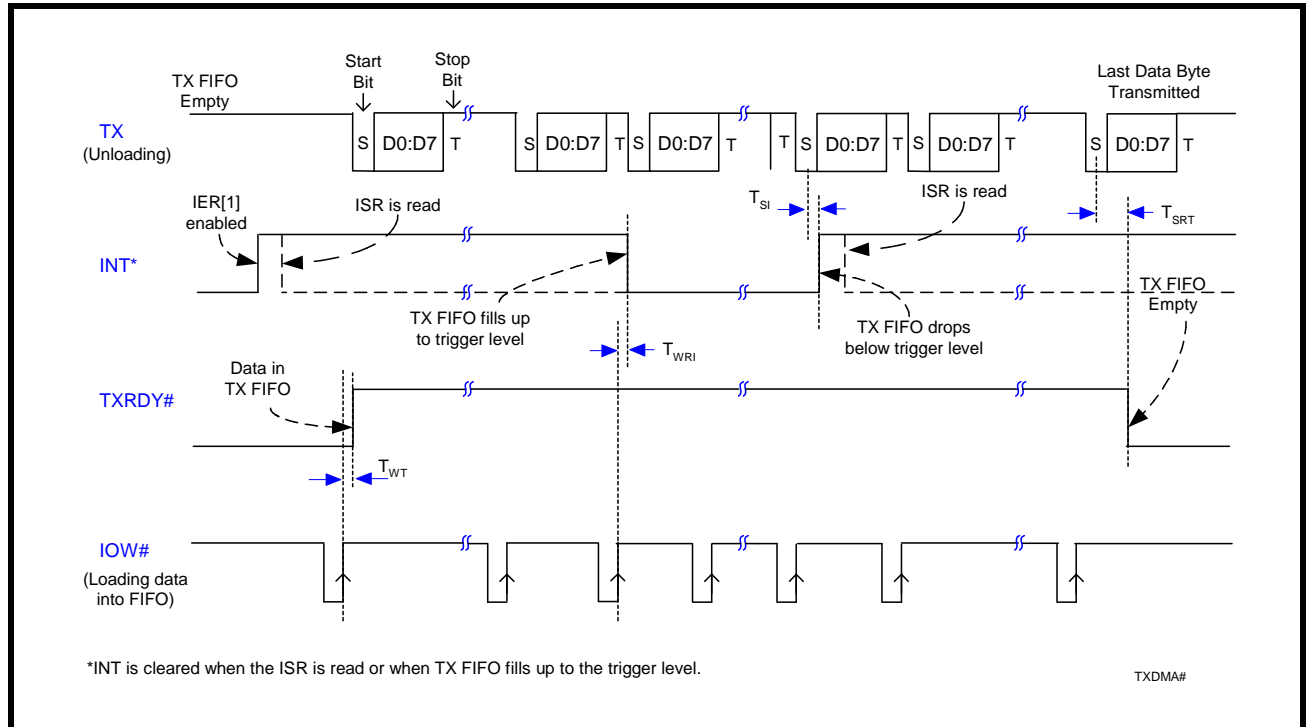 TX FIFO
Empty
Start
Bit
Stop
Bit
Last Data Byte
Transmitted
TX
(Unloading)
S D0:D7 T S D0:D7 T S D0:D7 T T S D0:D7 T S D0:D7 T S D0:D7 T
IER[1]
enabled
ISR is read
TSI
ISR is read
TSRT
INT*
TX FIFO fills up
to trigger level
TWRI
TX FIFO drops
below trigger level
TX FIFO
Empty
Data in
TX FIFO
TXRDY#
TWT
IOW#
(Loading data
into FIFO)
*INT is cleared when the ISR is read or when TX FIFO fills up to the trigger level.
TXDMA#